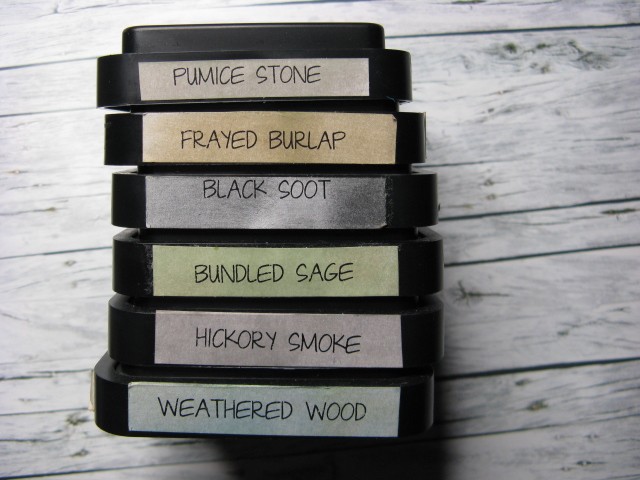 PUMICE STONE
FRAYED BURLAP
BLACK SOOT
BUNDLED SAGE
HICKORY SMOKE
WEATHERED WOOD